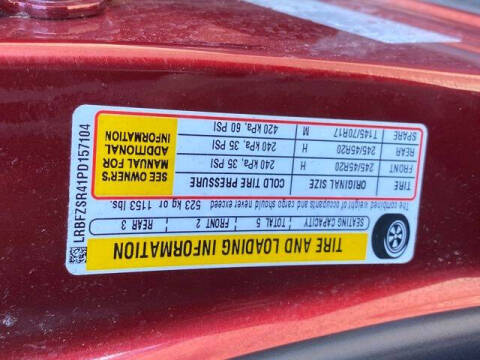 TIRE AND LOADING INFORMATION
SEATING CAPACITY TOTAL 5 FRONT 2 REAR 3
The combined weight of occupants and cargo should never exceed 523 kg or 1153 lbs.
TIRE ORIGINAL SIZE COLD TIRE PRESSURE
FRONT 245/45R20 H 240 kPa, 35 PSI
REAR 245/45R20 H 240 kPa, 35 PSI
SPARE T145/70R17 M 420 kPa, 60 PSI
SEE OWNER'S
MANUAL FOR
ADDITIONAL
INFORMATION
LRBFZSR41PD157104